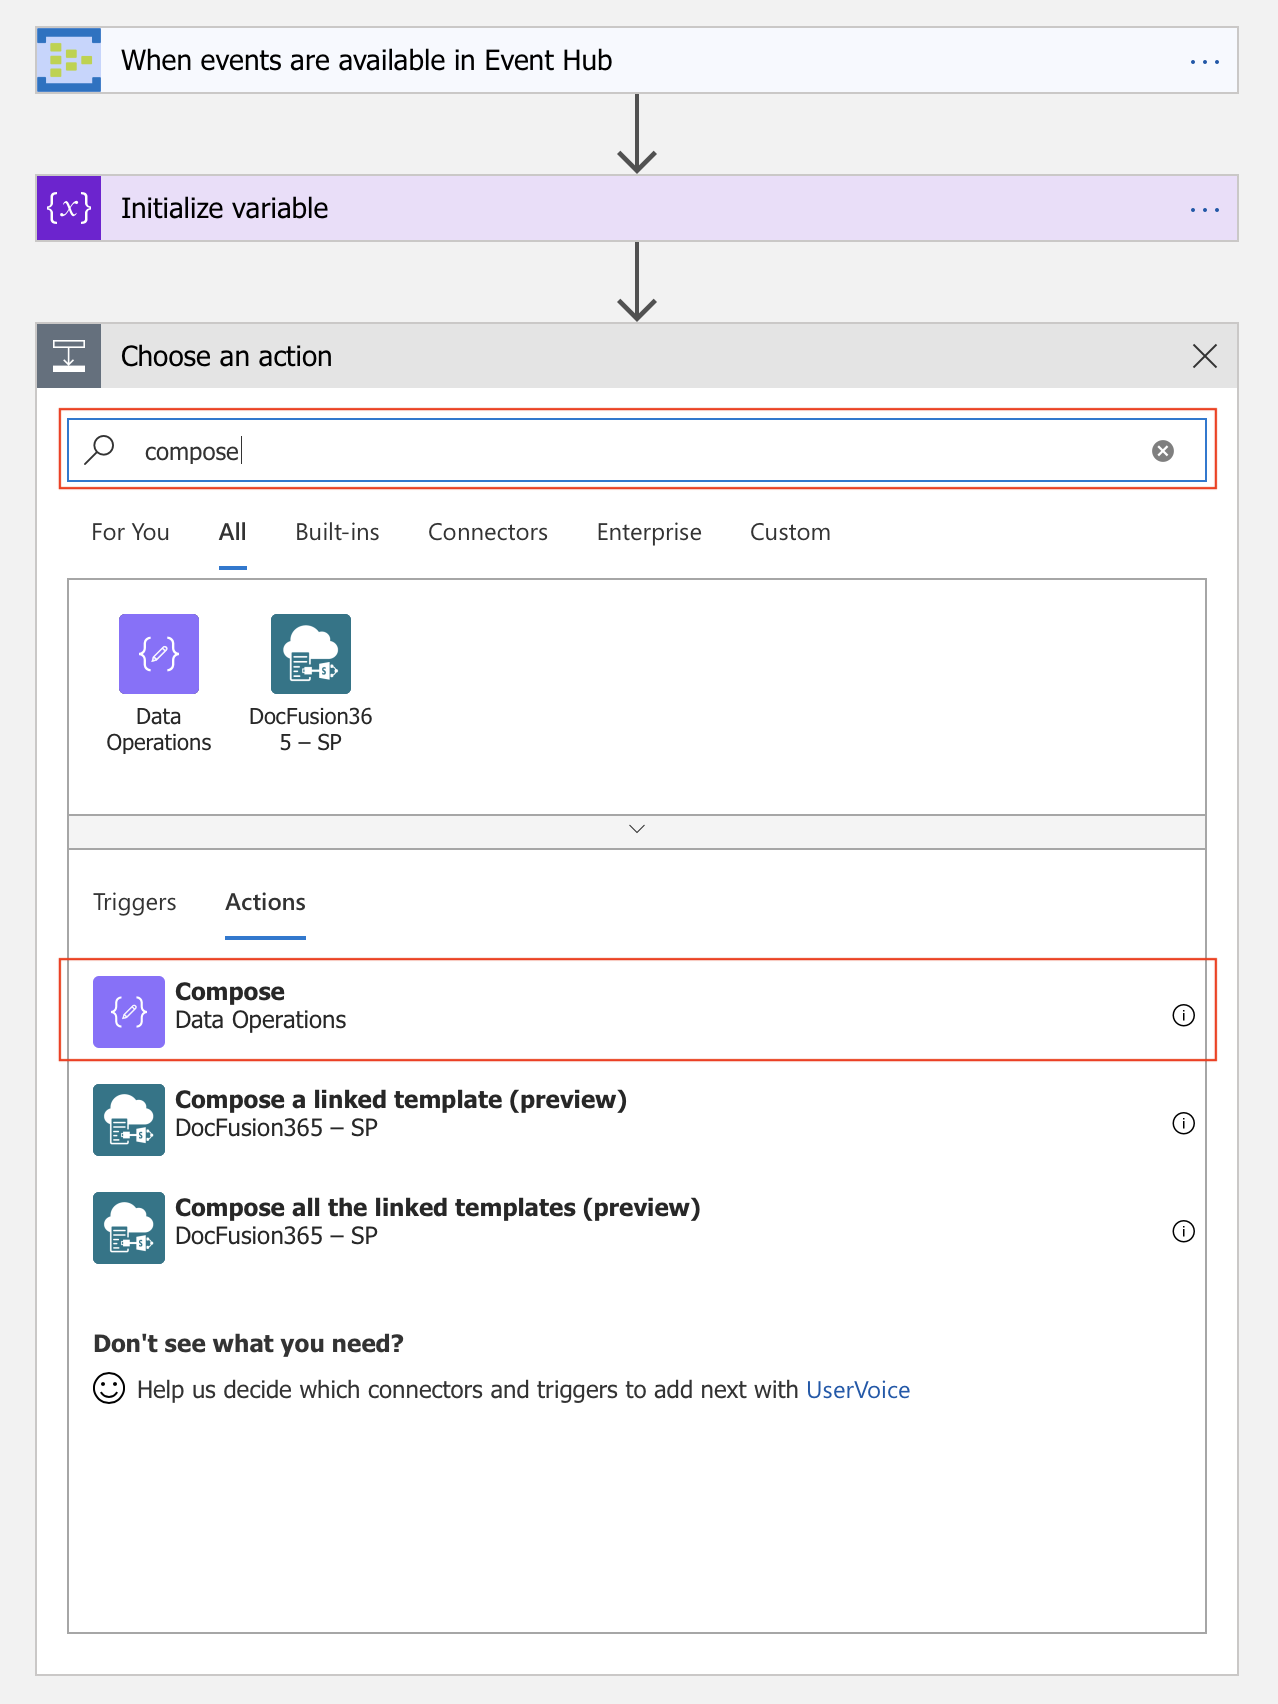 When events are available in Event Hub
{x} Initialize variable
Choose an action
compose
For You All Built-ins Connectors Enterprise Custom
Data
Operations
DocFusion36
5 – SP
Triggers Actions
Compose
Data Operations
Compose a linked template (preview)
DocFusion365 – SP
Compose all the linked templates (preview)
DocFusion365 – SP
Don't see what you need?
Help us decide which connectors and triggers to add next with UserVoice